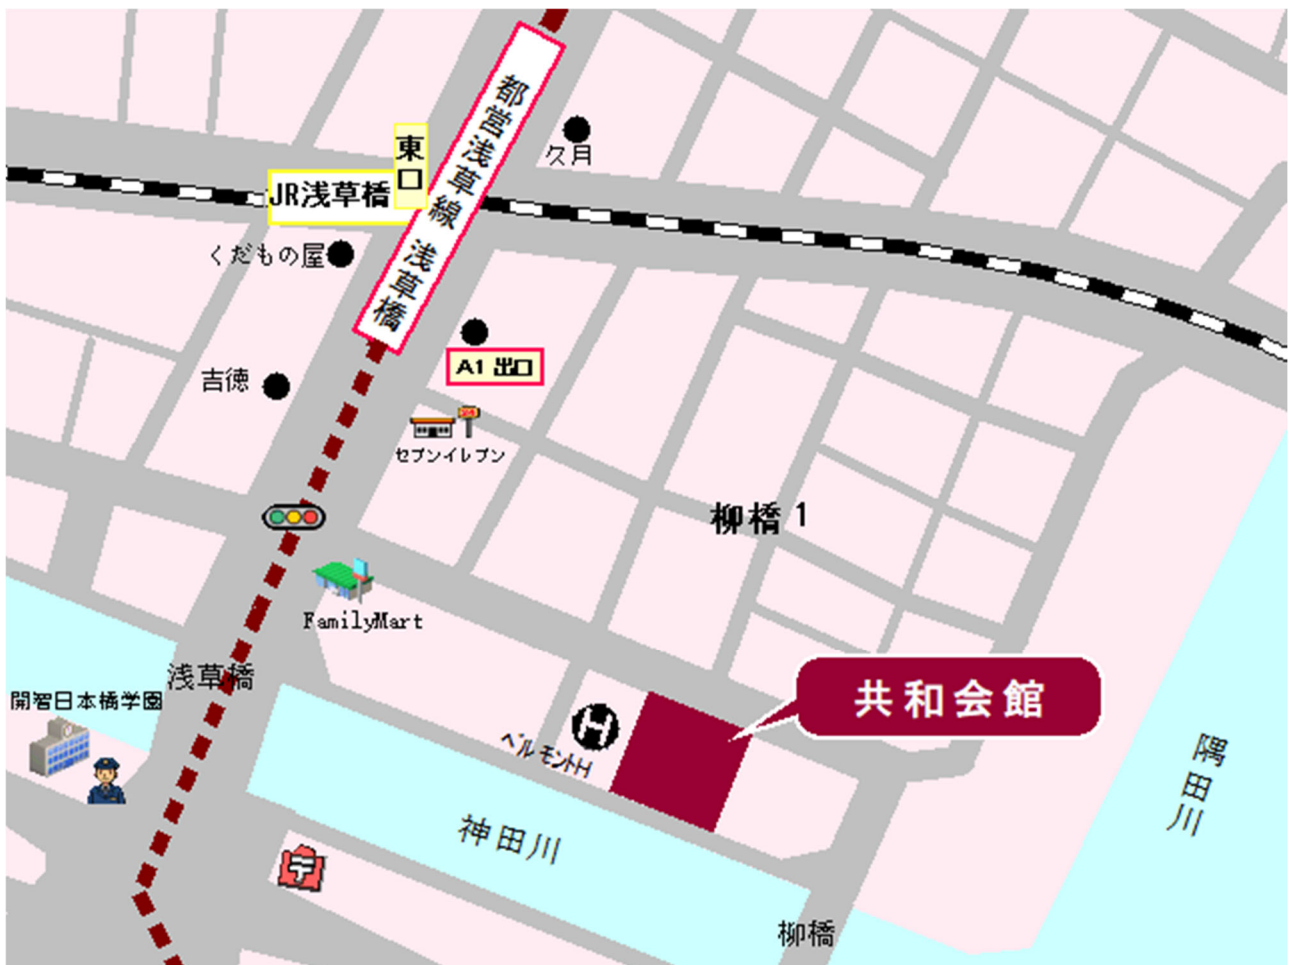 都営浅草線 浅草橋
久月
東口
JR浅草橋
くだもの屋
A1 出口
吉徳
セブンイレブン
柳橋 1
FamilyMart
浅草橋
開智日本橋学園
共和会館
H
ベルモントH
隅田川
神田川
〒
柳橋